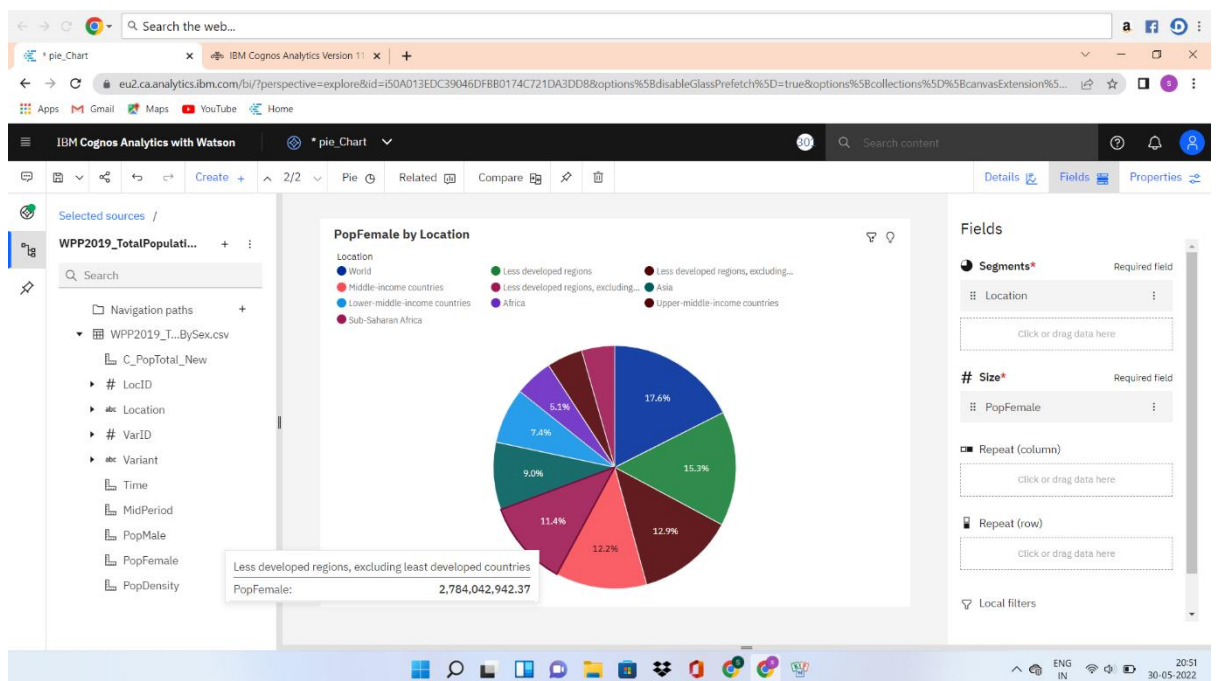 Search the web...
* pie_Chart
IBM Cognos Analytics Version 11
eu2.ca.analytics.ibm.com/bi/?perspective=explore&id=i50A013EDC39046DFBB0174C721DA3DD8&options%5BdisableGlassPrefetch%5D=true&options%5Bcollections%5D%5BcanvasExtension%5...
Apps Gmail Maps YouTube Home
IBM Cognos Analytics with Watson
* pie_Chart
Search content
Create + 2/2 Pie Related Compare
Details Fields Properties
Selected sources /
WPP2019_TotalPopulati... +
Search
Navigation paths +
WPP2019_T...BySex.csv
C_PopTotal_New
# LocID
abc Location
# VarID
abc Variant
Time
MidPeriod
PopMale
PopFemale
PopDensity
PopFemale by Location
Location
World
Less developed regions
Less developed regions, excluding...
Middle-income countries
Less developed regions, excluding...
Asia
Lower-middle-income countries
Africa
Upper-middle-income countries
Sub-Saharan Africa
17.6%
15.3%
12.9%
12.2%
11.4%
9.0%
7.4%
5.1%
Less developed regions, excluding least developed countries
PopFemale: 2,784,042,942.37
Fields
Segments* Required field
Location
Click or drag data here
# Size* Required field
PopFemale
Repeat (column)
Click or drag data here
Repeat (row)
Click or drag data here
Local filters
ENG
IN
20:51
30-05-2022